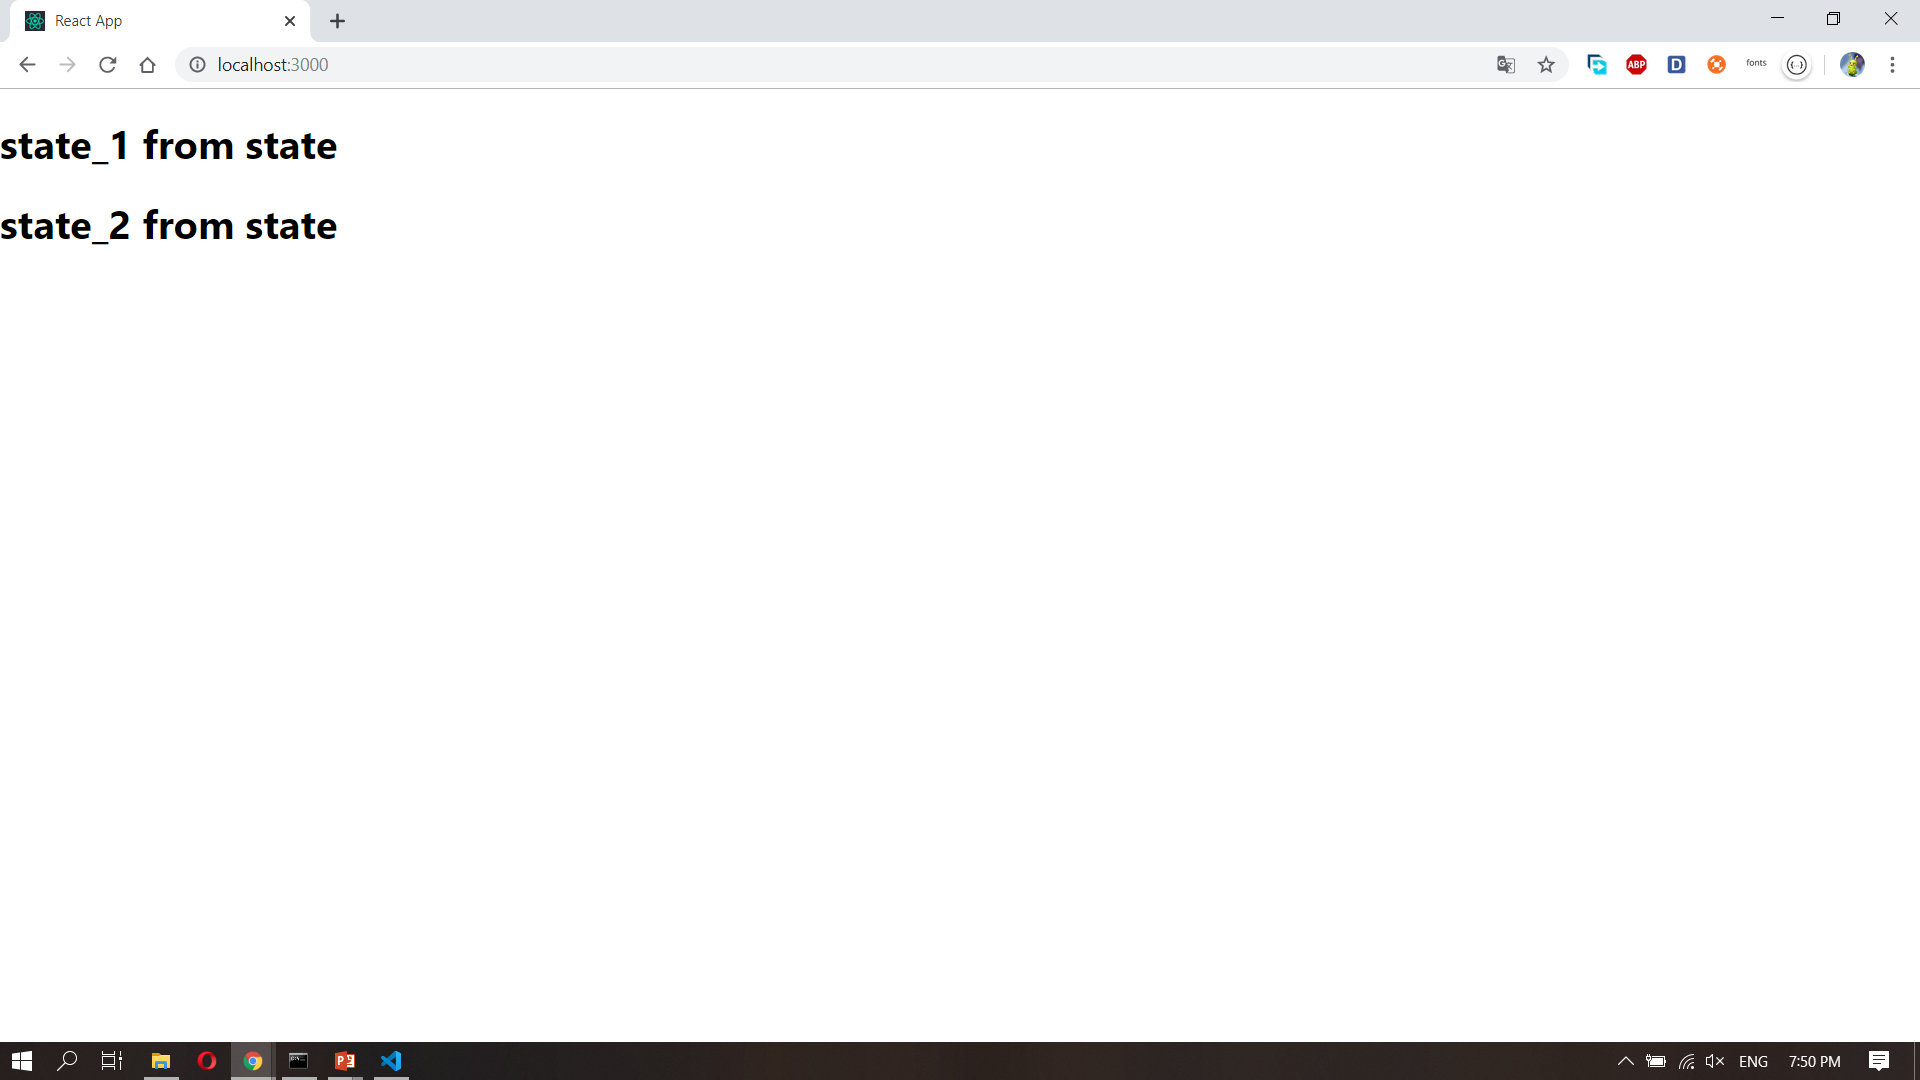 React App
localhost:3000
ABP
D
fonts
state_1 from state
state_2 from state
ENG
7:50 PM